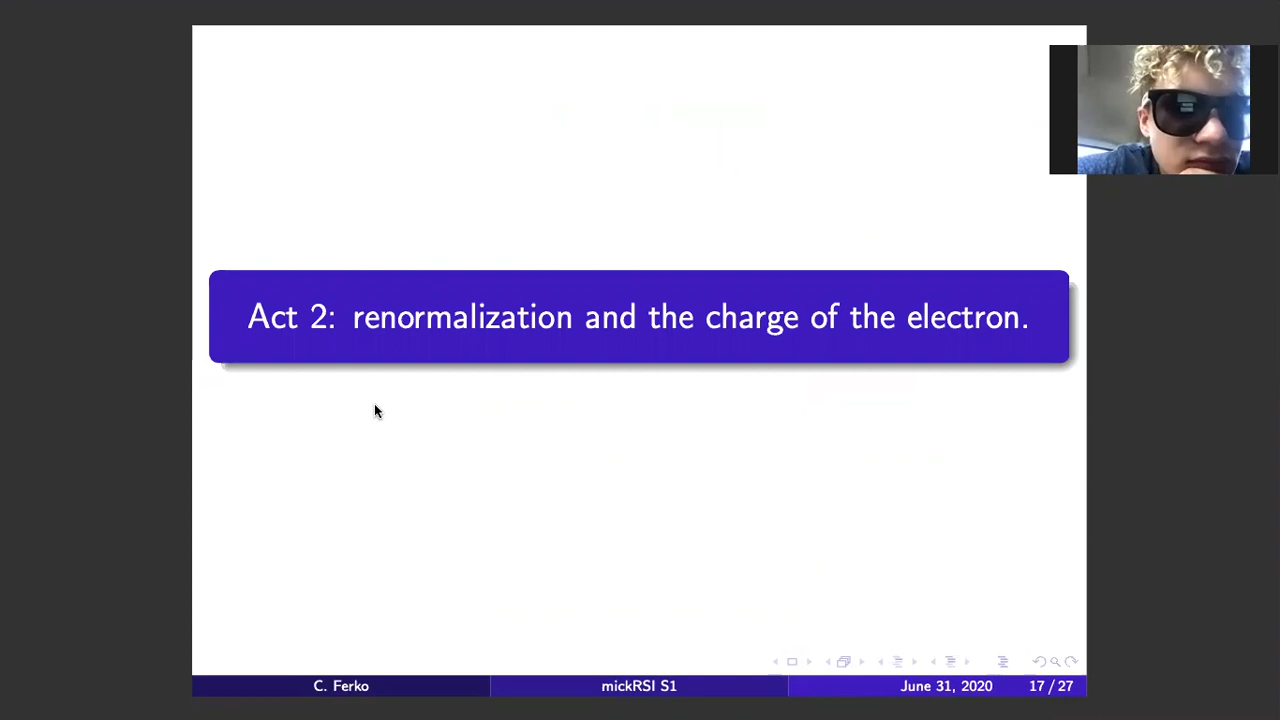 Act 2: renormalization and the charge of the electron.
C. Ferko
mickRSI S1
June 31, 2020
17 / 27